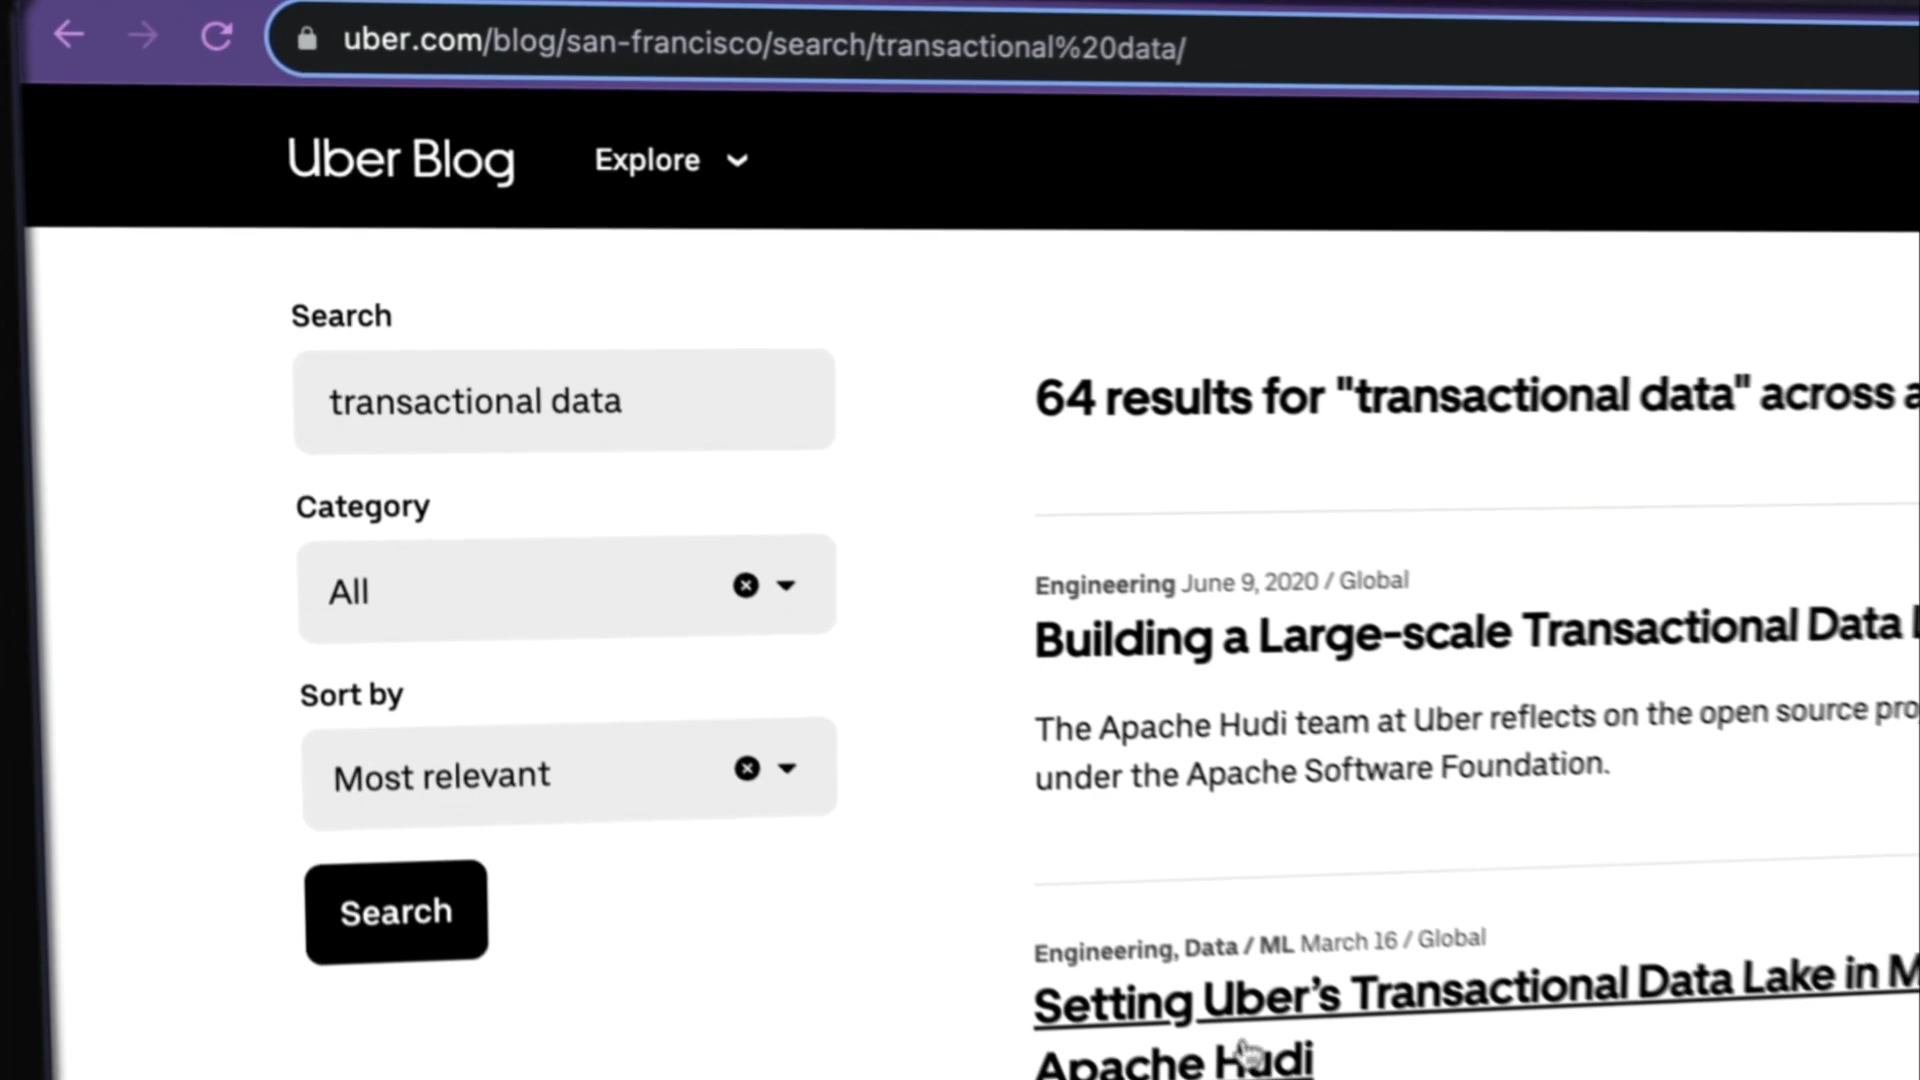 uber.com/blog/san-francisco/search/transactional%20data/
Uber Blog Explore
Search
transactional data
Category
All
Sort by
Most relevant
Search
64 results for "transactional data" across
Engineering June 9, 2020 / Global
Building a Large-scale Transactional Data
The Apache Hudi team at Uber reflects on the open source
under the Apache Software Foundation.
Engineering, Data / ML March 16 / Global
Setting Uber’s Transactional Data Lake in
Apache Hudi